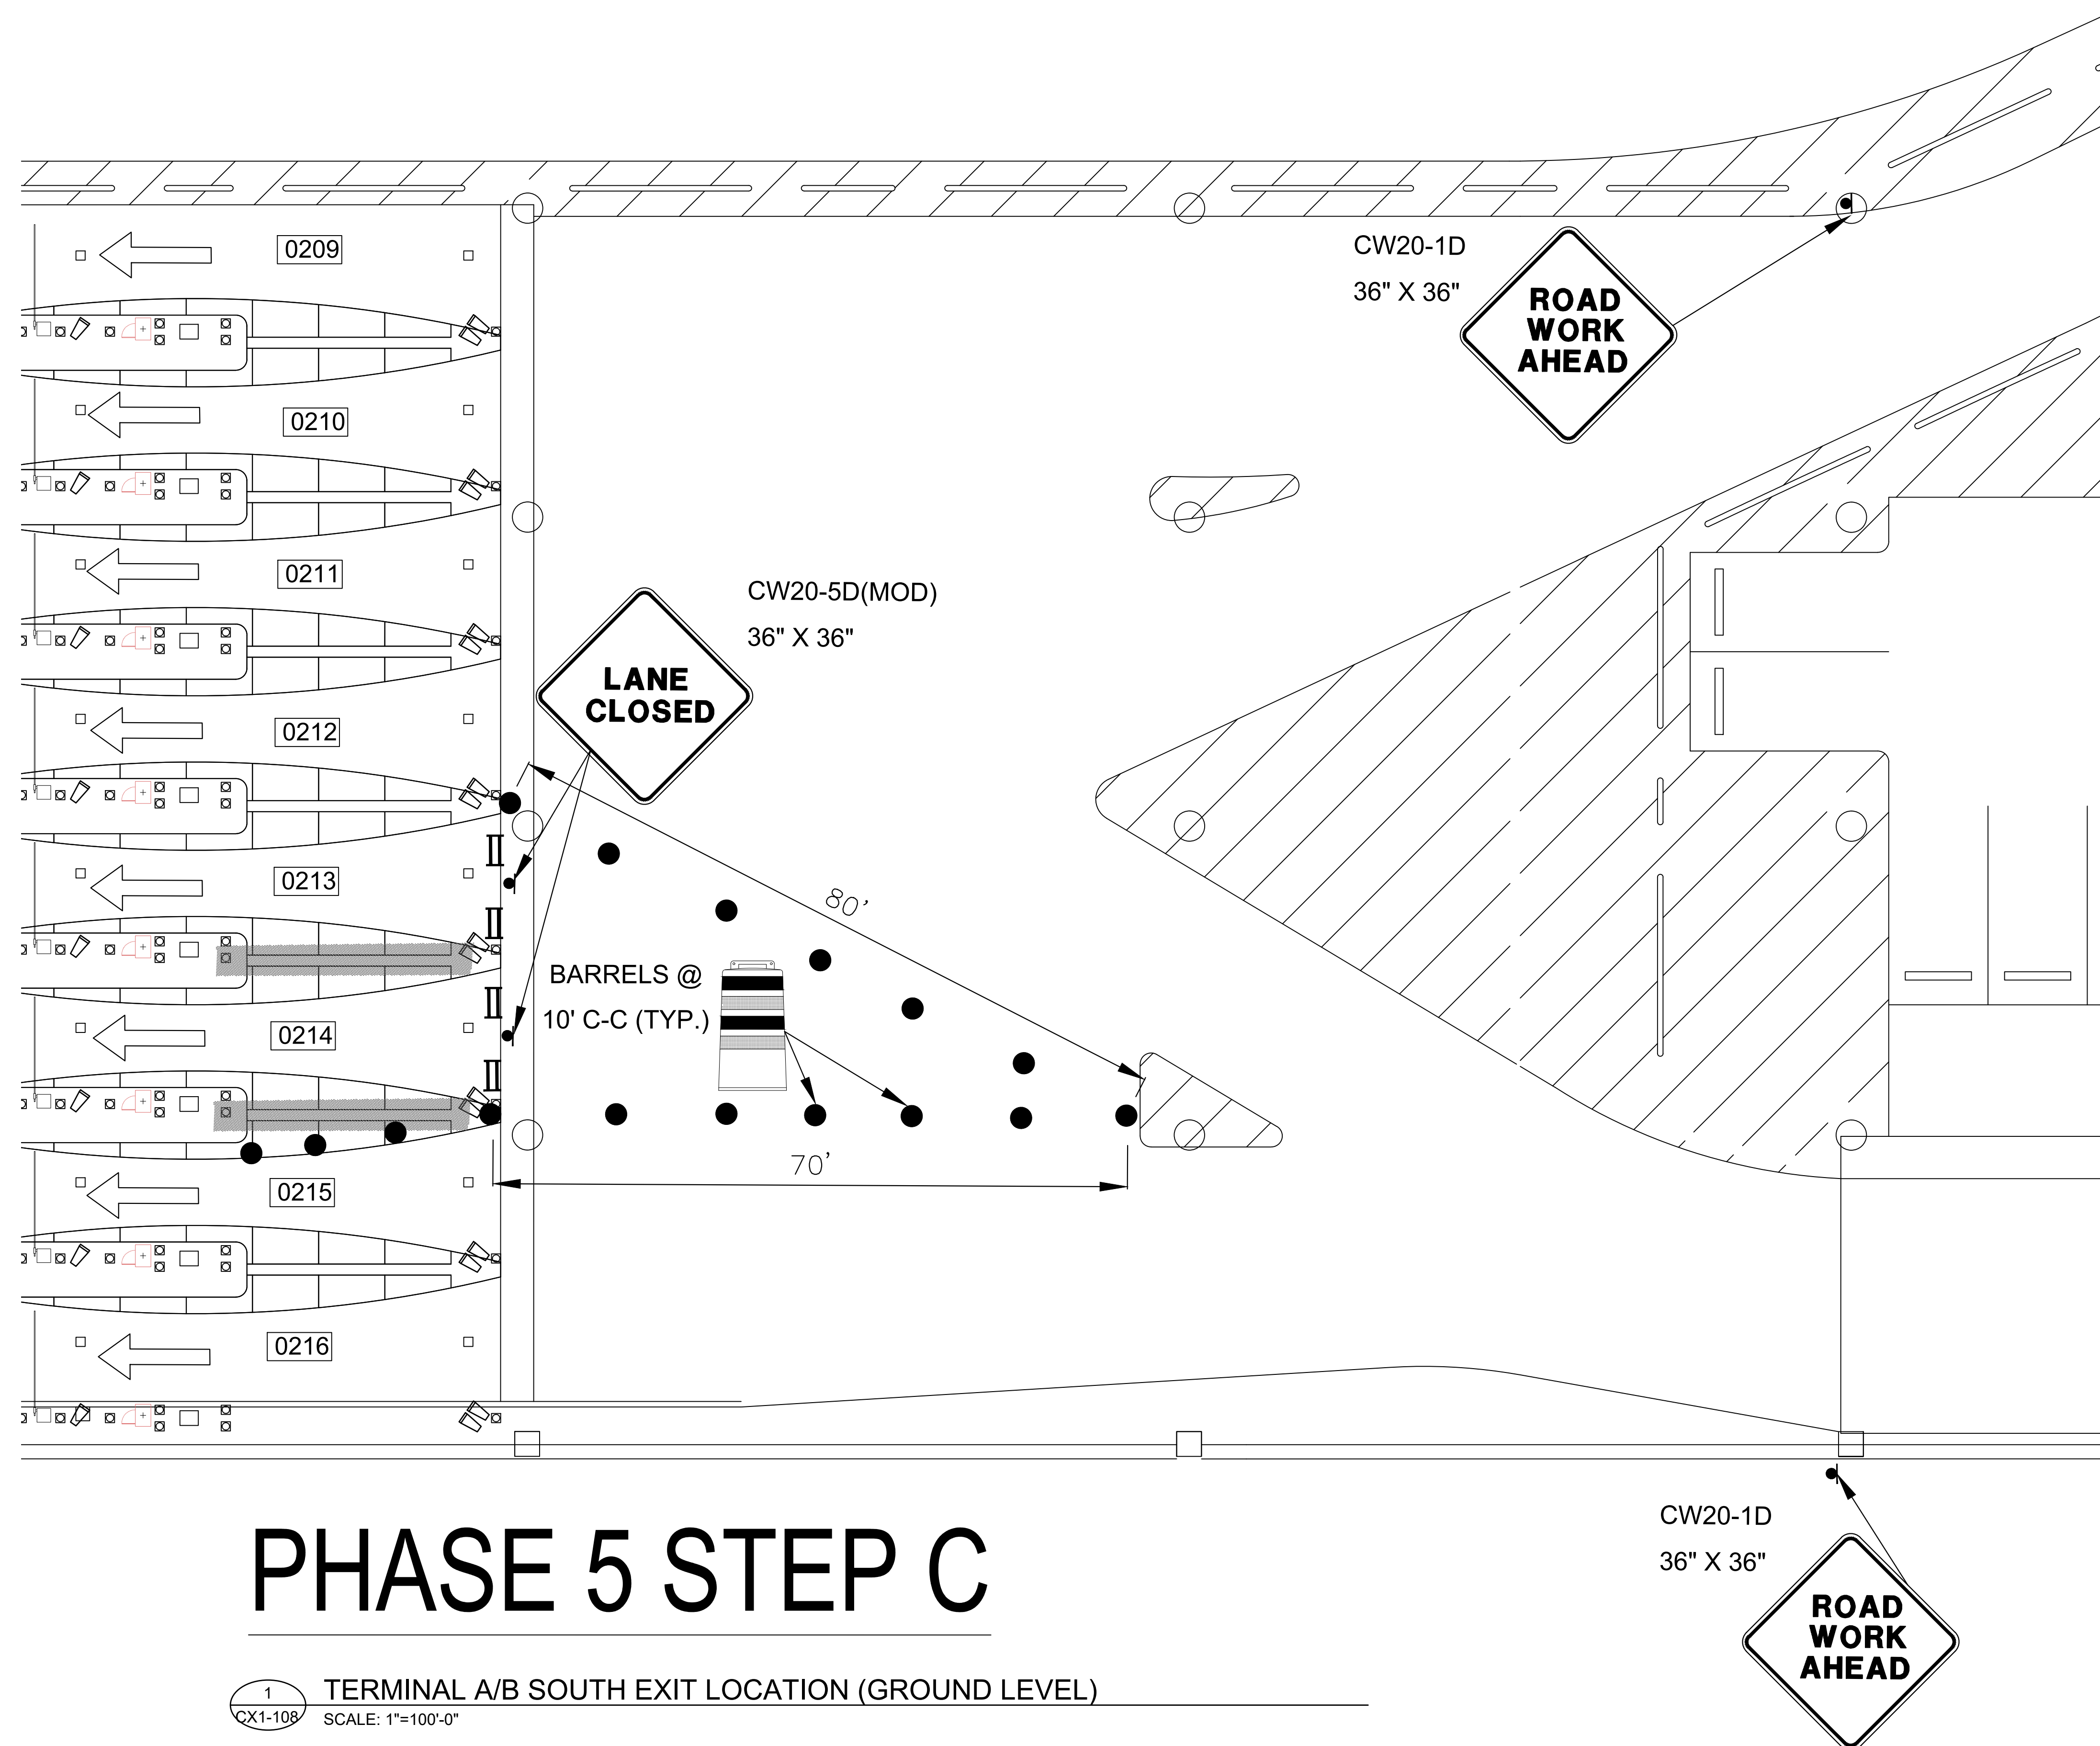 0209
CW20-1D
36" X 36"
ROAD
WORK
AHEAD
0210
0211
CW20-5D(MOD)
36" X 36"
LANE
CLOSED
0212
0213
80'
BARRELS @
10' C-C (TYP.)
0214
70'
0215
0216
PHASE 5 STEP C
CW20-1D
36" X 36"
ROAD
WORK
AHEAD
1
CX1-108
TERMINAL A/B SOUTH EXIT LOCATION (GROUND LEVEL)
SCALE: 1"=100'-0"